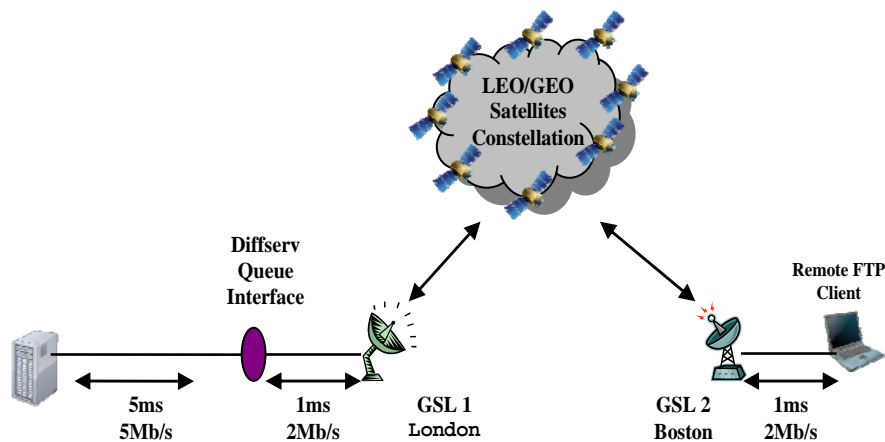 LEO/GEO
Satellites
Constellation
Diffserv
Queue
Interface
Remote FTP
Client
5ms
5Mb/s
1ms
2Mb/s
GSL 1
London
GSL 2
Boston
1ms
2Mb/s